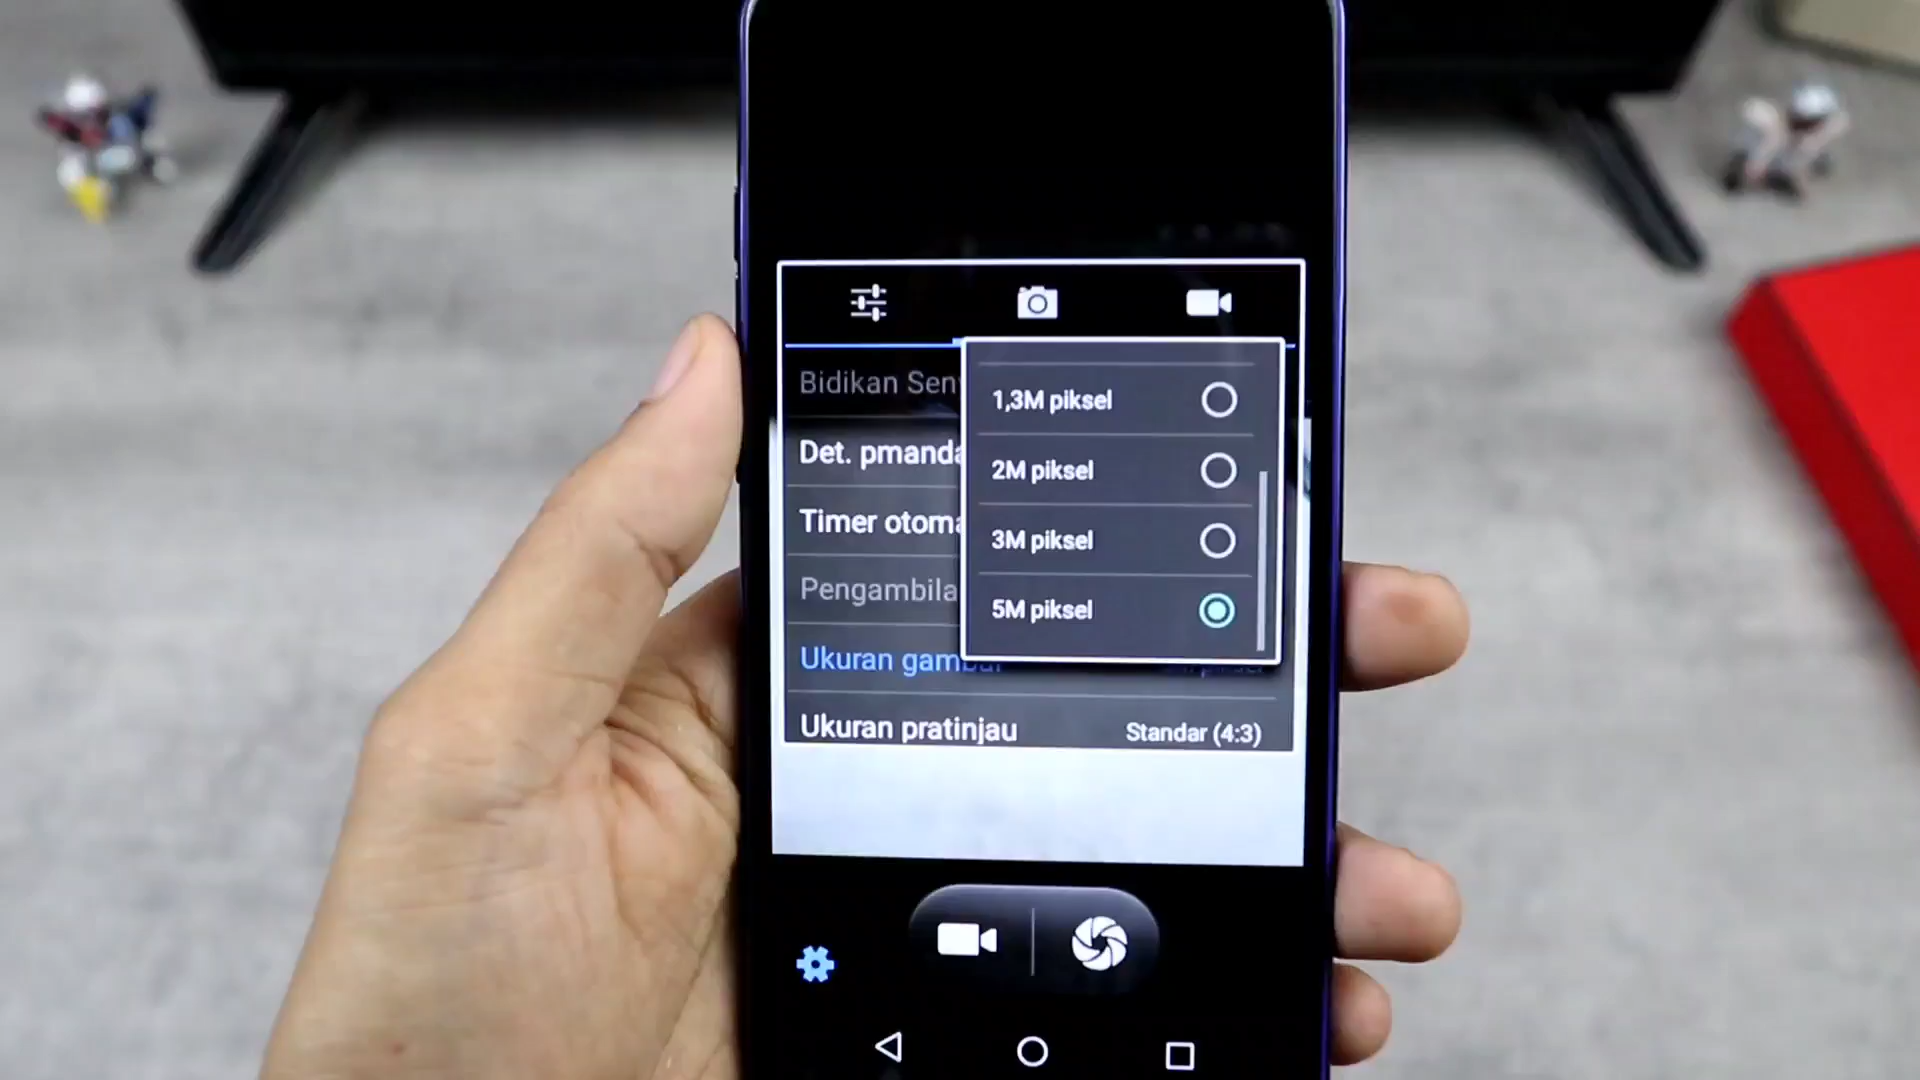 Bidikan Sen
1,3M piksel
Det. pmanda
2M piksel
Timer otoma
3M piksel
Pengambila
5M piksel
Ukuran gambar
Ukuran pratinjau
Standar (4:3)